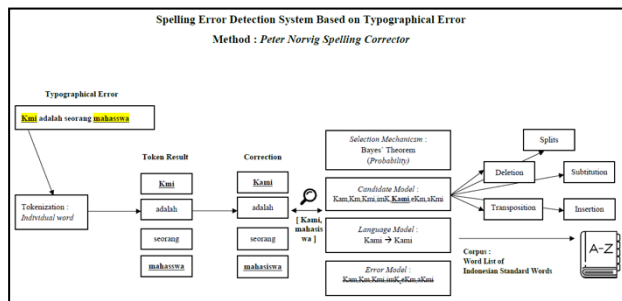 Spelling Error Detection System Based on Typographical Error
Method : Peter Norvig Spelling Corrector
Typographical Error
Kmi adalah seorang mahasswa
Tokenization :
Individual word
Token Result
Kmi
adalah
seorang
mahasswa
Correction
Kami
adalah
seorang
mahasiswa
[ Kami,
mahasis
wa ]
Selection Mechanism :
Bayes' Theorem
(Probability)
Candidate Model :
Kam,Km,Kmi,imK,Kami,eKm,aKmi
Language Model :
Kami → Kami
Error Model :
Kam,Km,Kmi,imK,eKm,aKmi
Splits
Deletion
Subtitution
Transposition
Insertion
Corpus :
Word List of
Indonesian Standard Words
A-Z